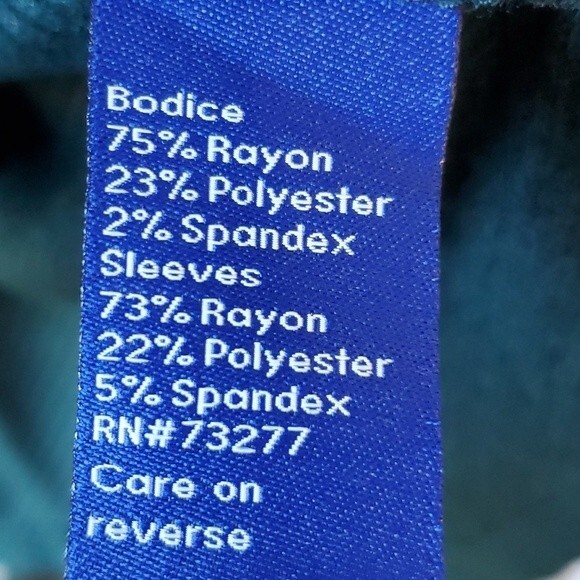 Bodice
75% Rayon
23% Polyester
2% Spandex
Sleeves
73% Rayon
22% Polyester
5% Spandex
RN#73277
Care on
reverse